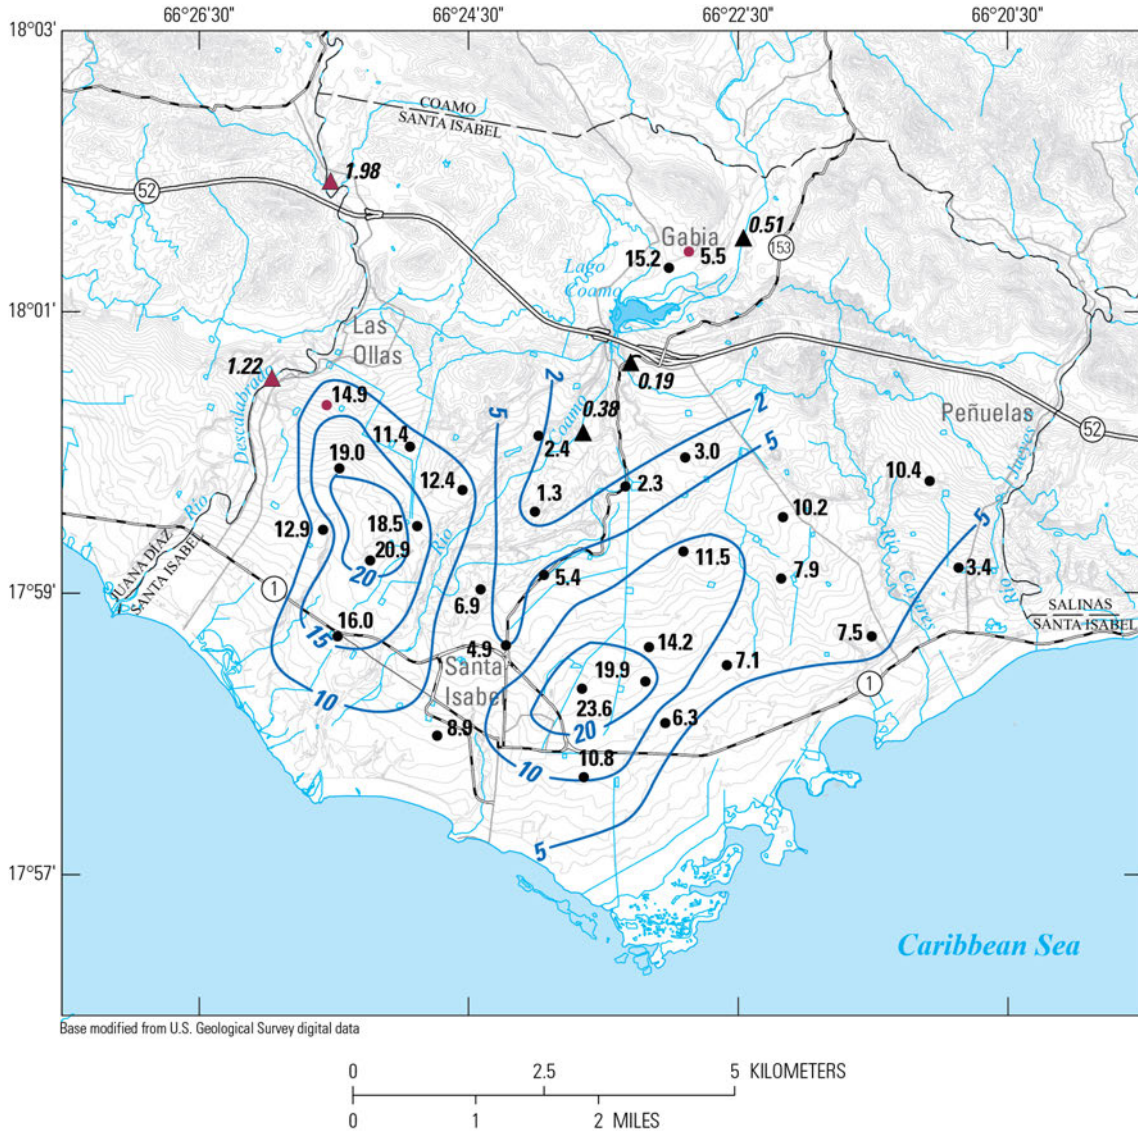 66°26'30" 66°24'30" 66°22'30" 66°20'30"
18°03'
COAMO
SANTA ISABEL
1.98
52
0.51
Gabia
15.2 5.5
153
Lago
Coamo
18°01'
Las
Ollas
1.22
0.19
14.9
2
0.38
2
Peñuelas
52
Descalabrado
5
Coamo
11.4
2.4
5
3.0
Jueyes
19.0
12.4
2.3
10.4
1.3
10.2
Río
12.9
18.5
Río
5
11.5
Río
20.9
20
5.4
7.9
3.4
JUANA DÍAZ
SANTA ISABEL
17°59'
1
6.9
Cayures
Río
SALINAS
SANTA ISABEL
16.0
15
4.9
14.2
7.5
Santa
Isabel
19.9
7.1
1
10
23.6
6.3
8.9
20
10
10.8
5
17°57'
Caribbean Sea
Base modified from U.S. Geological Survey digital data
0 2.5 5 KILOMETERS
0 1 2 MILES